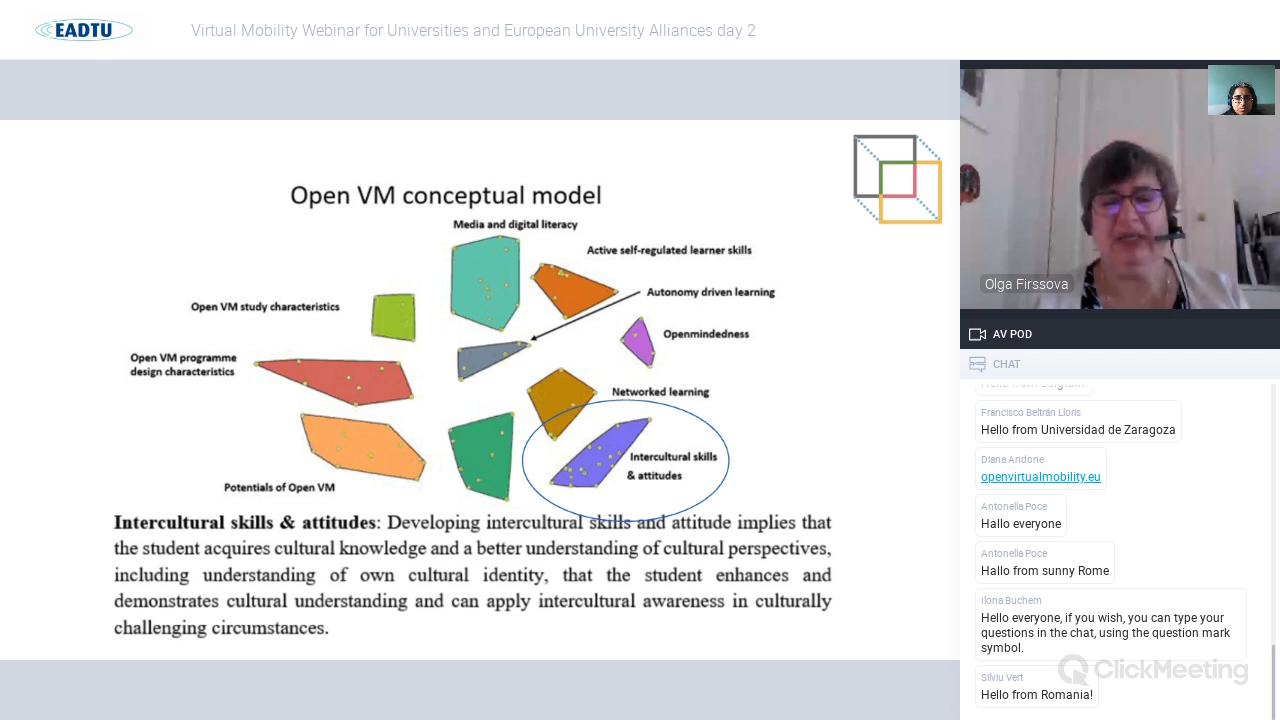 EADTU
Virtual Mobility Webinar for Universities and European University Alliances day 2
Open VM conceptual model
Media and digital literacy
Active self-regulated learner skills
Autonomy driven learning
Open VM study characteristics
Openmindedness
Open VM programme
design characteristics
Networked learning
Intercultural skills
& attitudes
Potentials of Open VM
Intercultural skills & attitudes: Developing intercultural skills and attitude implies that
the student acquires cultural knowledge and a better understanding of cultural perspectives,
including understanding of own cultural identity, that the student enhances and
demonstrates cultural understanding and can apply intercultural awareness in culturally
challenging circumstances.
Olga Firssova
AV POD
CHAT
Hello from Belgium!
Francisco Beltrán Lloris
Hello from Universidad de Zaragoza
Diana Andone
openvirtualmobility.eu
Antonella Poce
Hallo everyone
Antonella Poce
Hallo from sunny Rome
Ilona Buchem
Hello everyone, if you wish, you can type your
questions in the chat, using the question mark
symbol.
ClickMeeting
Silviu Vert
Hello from Romania!